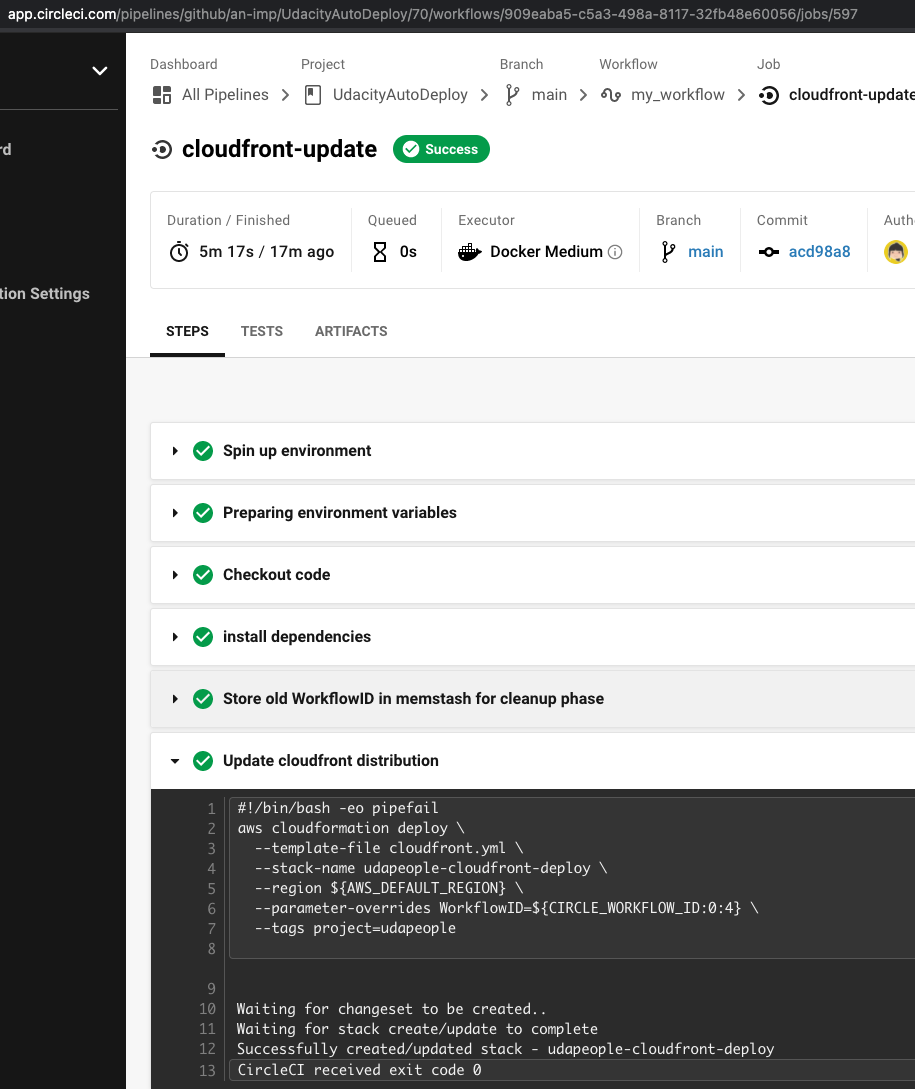 app.circleci.com/pipelines/github/an-imp/UdacityAutoDeploy/70/workflows/909eaba5-c5a3-498a-8117-32fb48e60056/jobs/597
Dashboard Project Branch Workflow Job
All Pipelines UdacityAutoDeploy main my_workflow cloudfront-update
rd
cloudfront-update Success
Duration / Finished Queued Executor Branch Commit Auth
5m 17s / 17m ago 0s Docker Medium main acd98a8
tion Settings
STEPS TESTS ARTIFACTS
Spin up environment
Preparing environment variables
Checkout code
install dependencies
Store old WorkflowID in memstash for cleanup phase
Update cloudfront distribution
1 #!/bin/bash -eo pipefail
2 aws cloudformation deploy \
3 --template-file cloudfront.yml \
4 --stack-name udapeople-cloudfront-deploy \
5 --region ${AWS_DEFAULT_REGION} \
6 --parameter-overrides WorkflowID=${CIRCLE_WORKFLOW_ID:0:4} \
7 --tags project=udapeople
8
9
10 Waiting for changeset to be created..
11 Waiting for stack create/update to complete
12 Successfully created/updated stack - udapeople-cloudfront-deploy
13 CircleCI received exit code 0